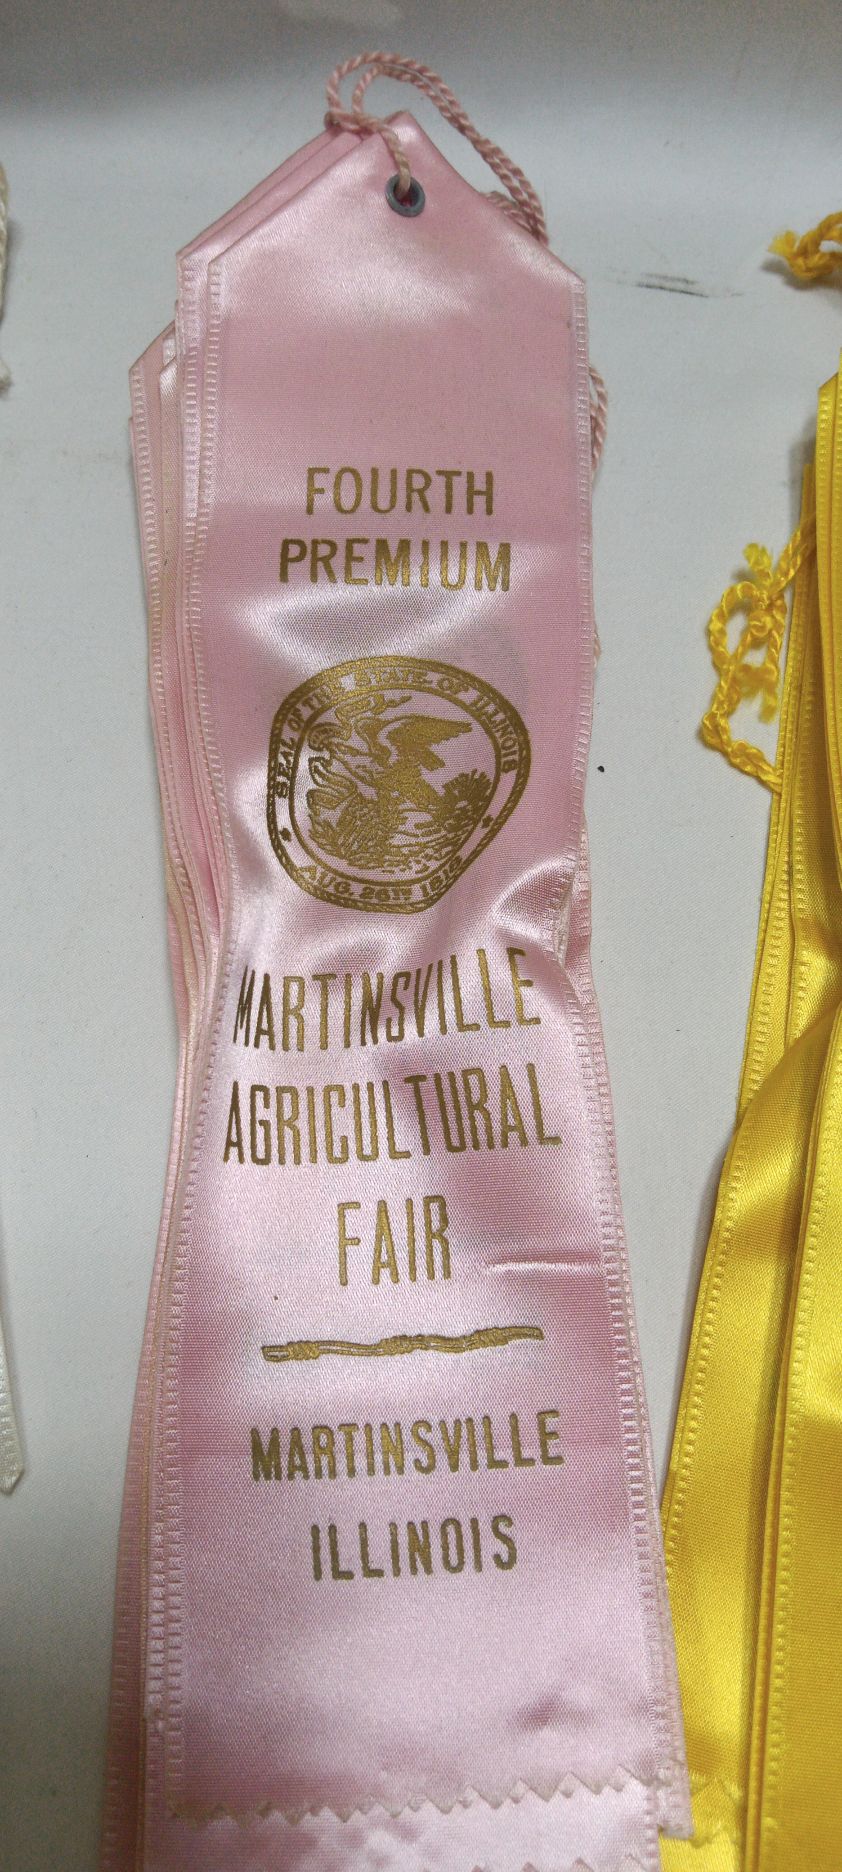 FOURTH
PREMIUM
SEAL OF THE STATE OF ILLINOIS
AUG. 26TH 1818
MARTINSVILLE
AGRICULTURAL
FAIR
MARTINSVILLE
ILLINOIS